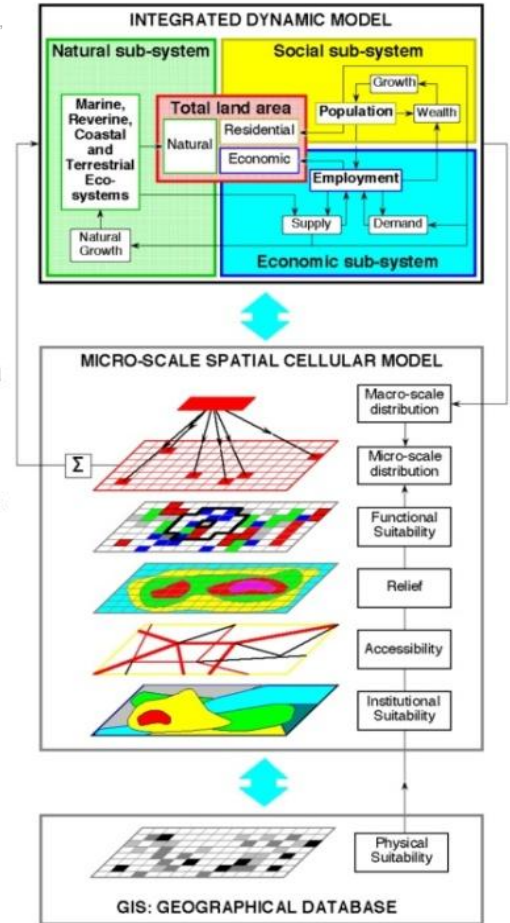 INTEGRATED DYNAMIC MODEL
Natural sub-system
Social sub-system
Marine,
Reverine,
Coastal
and
Terrestrial
Eco-
systems
Natural
Growth
Total land area
Natural
Residential
Economic
Growth
Population
Wealth
Employment
Supply
Demand
Economic sub-system
MICRO-SCALE SPATIAL CELLULAR MODEL
Σ
Macro-scale
distribution
Micro-scale
distribution
Functional
Suitability
Relief
Accessibility
Institutional
Suitability
Physical
Suitability
GIS: GEOGRAPHICAL DATABASE